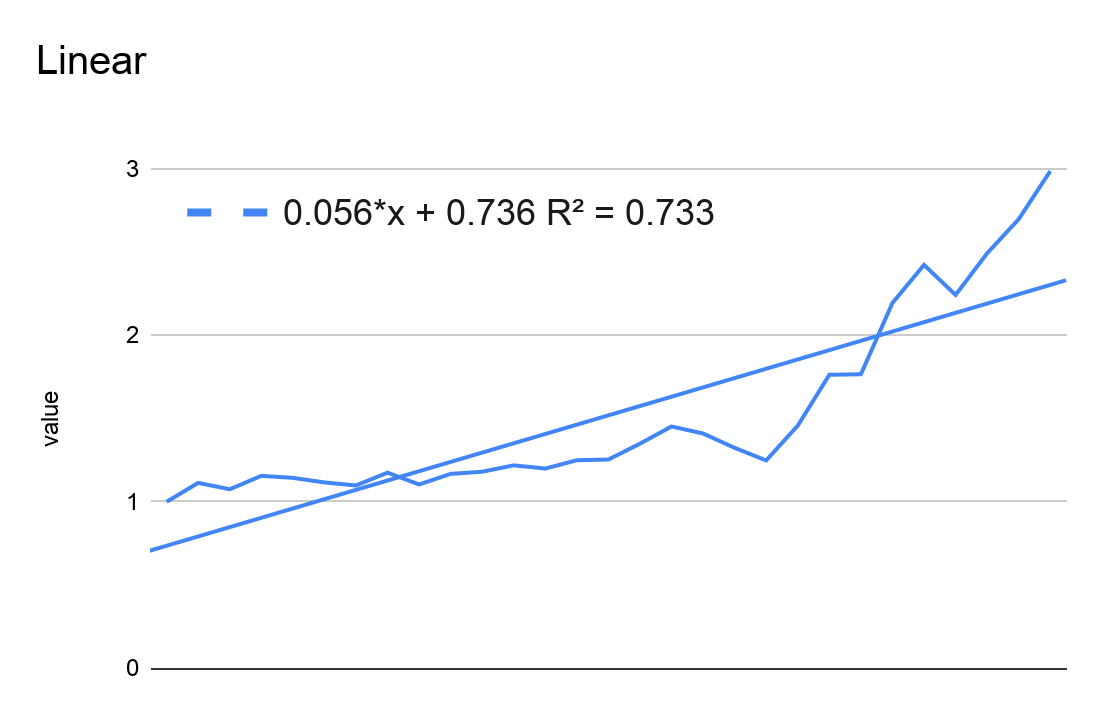 Linear
3
0.056*x + 0.736 R² = 0.733
2
value
1
0